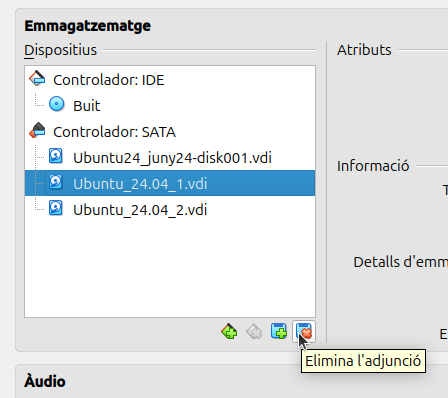 Emmagatzematge
Dispositius
Atributs
Controlador: IDE
Buit
Controlador: SATA
Ubuntu24_juny24-disk001.vdi
Informació
Ubuntu_24.04_1.vdi
T
Ubuntu_24.04_2.vdi
Detalls d'emm
E
Elimina l'adjunció
Àudio